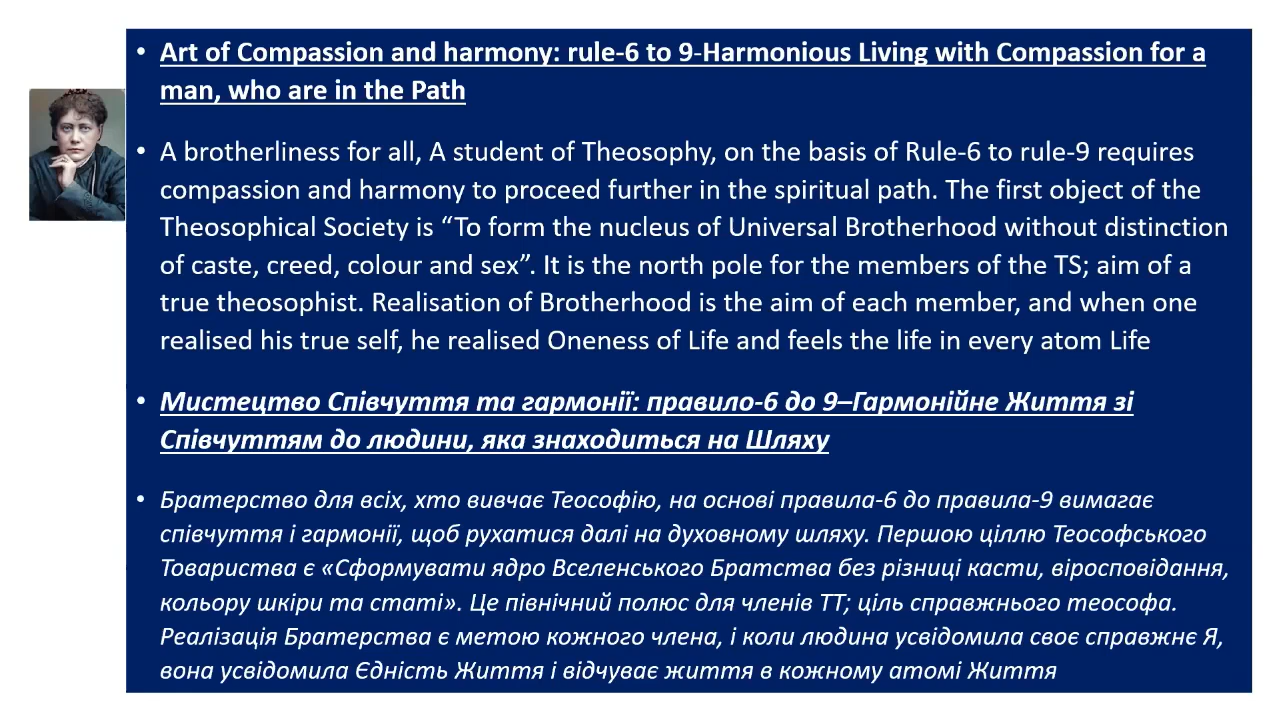 • Art of Compassion and harmony: rule-6 to 9-Harmonious Living with Compassion for a
man, who are in the Path
• A brotherliness for all, A student of Theosophy, on the basis of Rule-6 to rule-9 requires
compassion and harmony to proceed further in the spiritual path. The first object of the
Theosophical Society is “To form the nucleus of Universal Brotherhood without distinction
of caste, creed, colour and sex”. It is the north pole for the members of the TS; aim of a
true theosophist. Realisation of Brotherhood is the aim of each member, and when one
realised his true self, he realised Oneness of Life and feels the life in every atom Life
• Мистецтво Співчуття та гармонії: правило-6 до 9–Гармонійне Життя зі
Співчуттям до людини, яка знаходиться на Шляху
• Братерство для всіх, хто вивчає Теософію, на основі правила-6 до правила-9 вимагає
співчуття і гармонії, щоб рухатися далі на духовному шляху. Першою ціллю Теософського
Товариства є «Сформувати ядро Вселенського Братства без різниці касти, віросповідання,
кольору шкіри та статі». Це північний полюс для членів ТТ; ціль справжнього теософа.
Реалізація Братерства є метою кожного члена, і коли людина усвідомила своє справжнє Я,
вона усвідомила Єдність Життя і відчуває життя в кожному атомі Життя